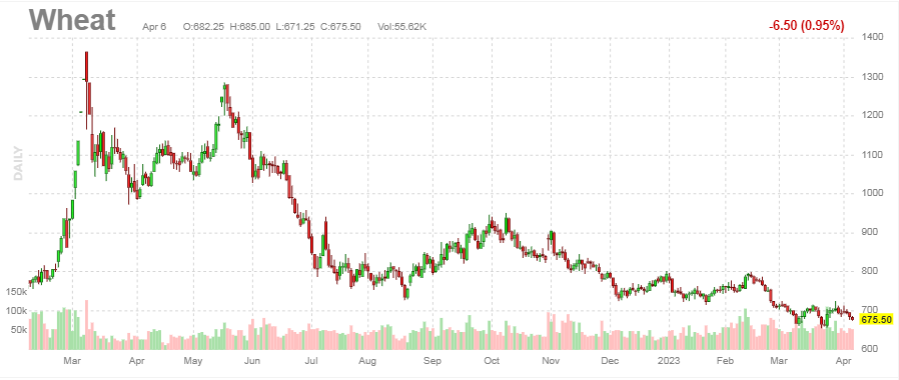 Wheat Apr 6 O:682.25 H:685.00 L:671.25 C:675.50 Vol:55.62K -6.50 (0.95%)
1400
1300
1200
1100
1000
900
800
700
675.50
600
DAILY
150k
100k
50k
Mar Apr May Jun Jul Aug Sep Oct Nov Dec 2023 Feb Mar Apr